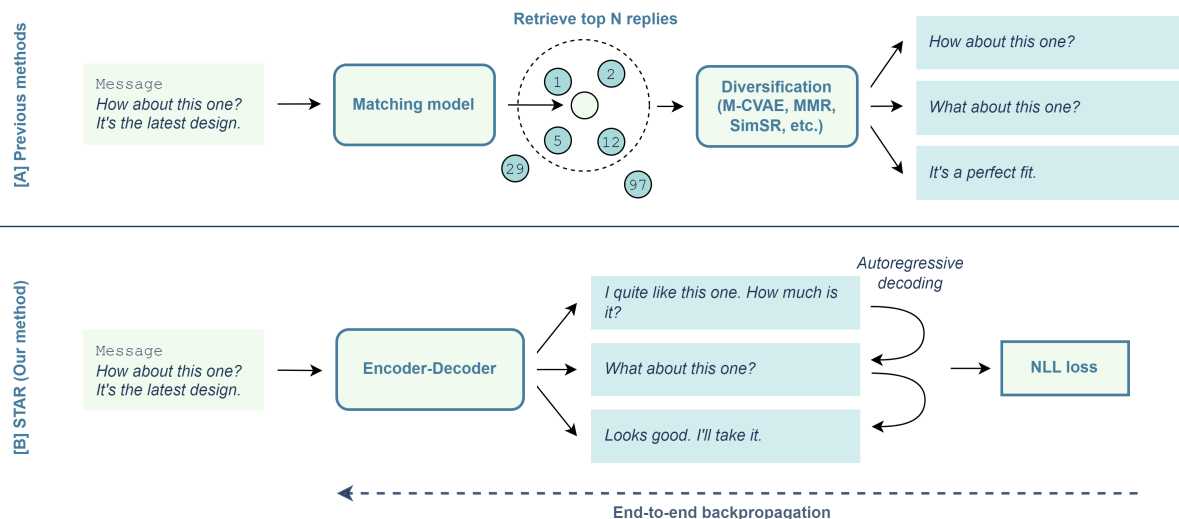 [A] Previous methods
Message
How about this one?
It's the latest design.
Matching model
Retrieve top N replies
1
2
5
12
29
97
Diversification
(M-CVAE, MMR,
SimSR, etc.)
How about this one?
What about this one?
It's a perfect fit.
[B] STAR (Our method)
Message
How about this one?
It's the latest design.
Encoder-Decoder
I quite like this one. How much is
it?
What about this one?
Looks good. I'll take it.
Autoregressive
decoding
NLL loss
End-to-end backpropagation